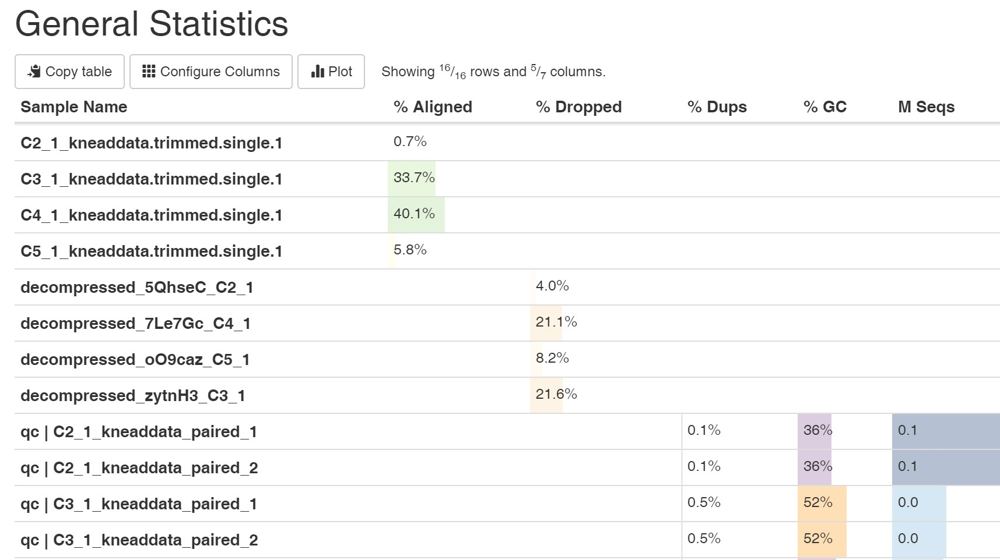 General Statistics
Copy table Configure Columns Plot Showing 16/16 rows and 5/7 columns.
Sample Name % Aligned % Dropped % Dups % GC M Seqs
C2_1_kneaddata.trimmed.single.1 0.7%
C3_1_kneaddata.trimmed.single.1 33.7%
C4_1_kneaddata.trimmed.single.1 40.1%
C5_1_kneaddata.trimmed.single.1 5.8%
decompressed_5QhseC_C2_1 4.0%
decompressed_7Le7Gc_C4_1 21.1%
decompressed_oO9caz_C5_1 8.2%
decompressed_zytnH3_C3_1 21.6%
qc | C2_1_kneaddata_paired_1 0.1% 36% 0.1
qc | C2_1_kneaddata_paired_2 0.1% 36% 0.1
qc | C3_1_kneaddata_paired_1 0.5% 52% 0.0
qc | C3_1_kneaddata_paired_2 0.5% 52% 0.0